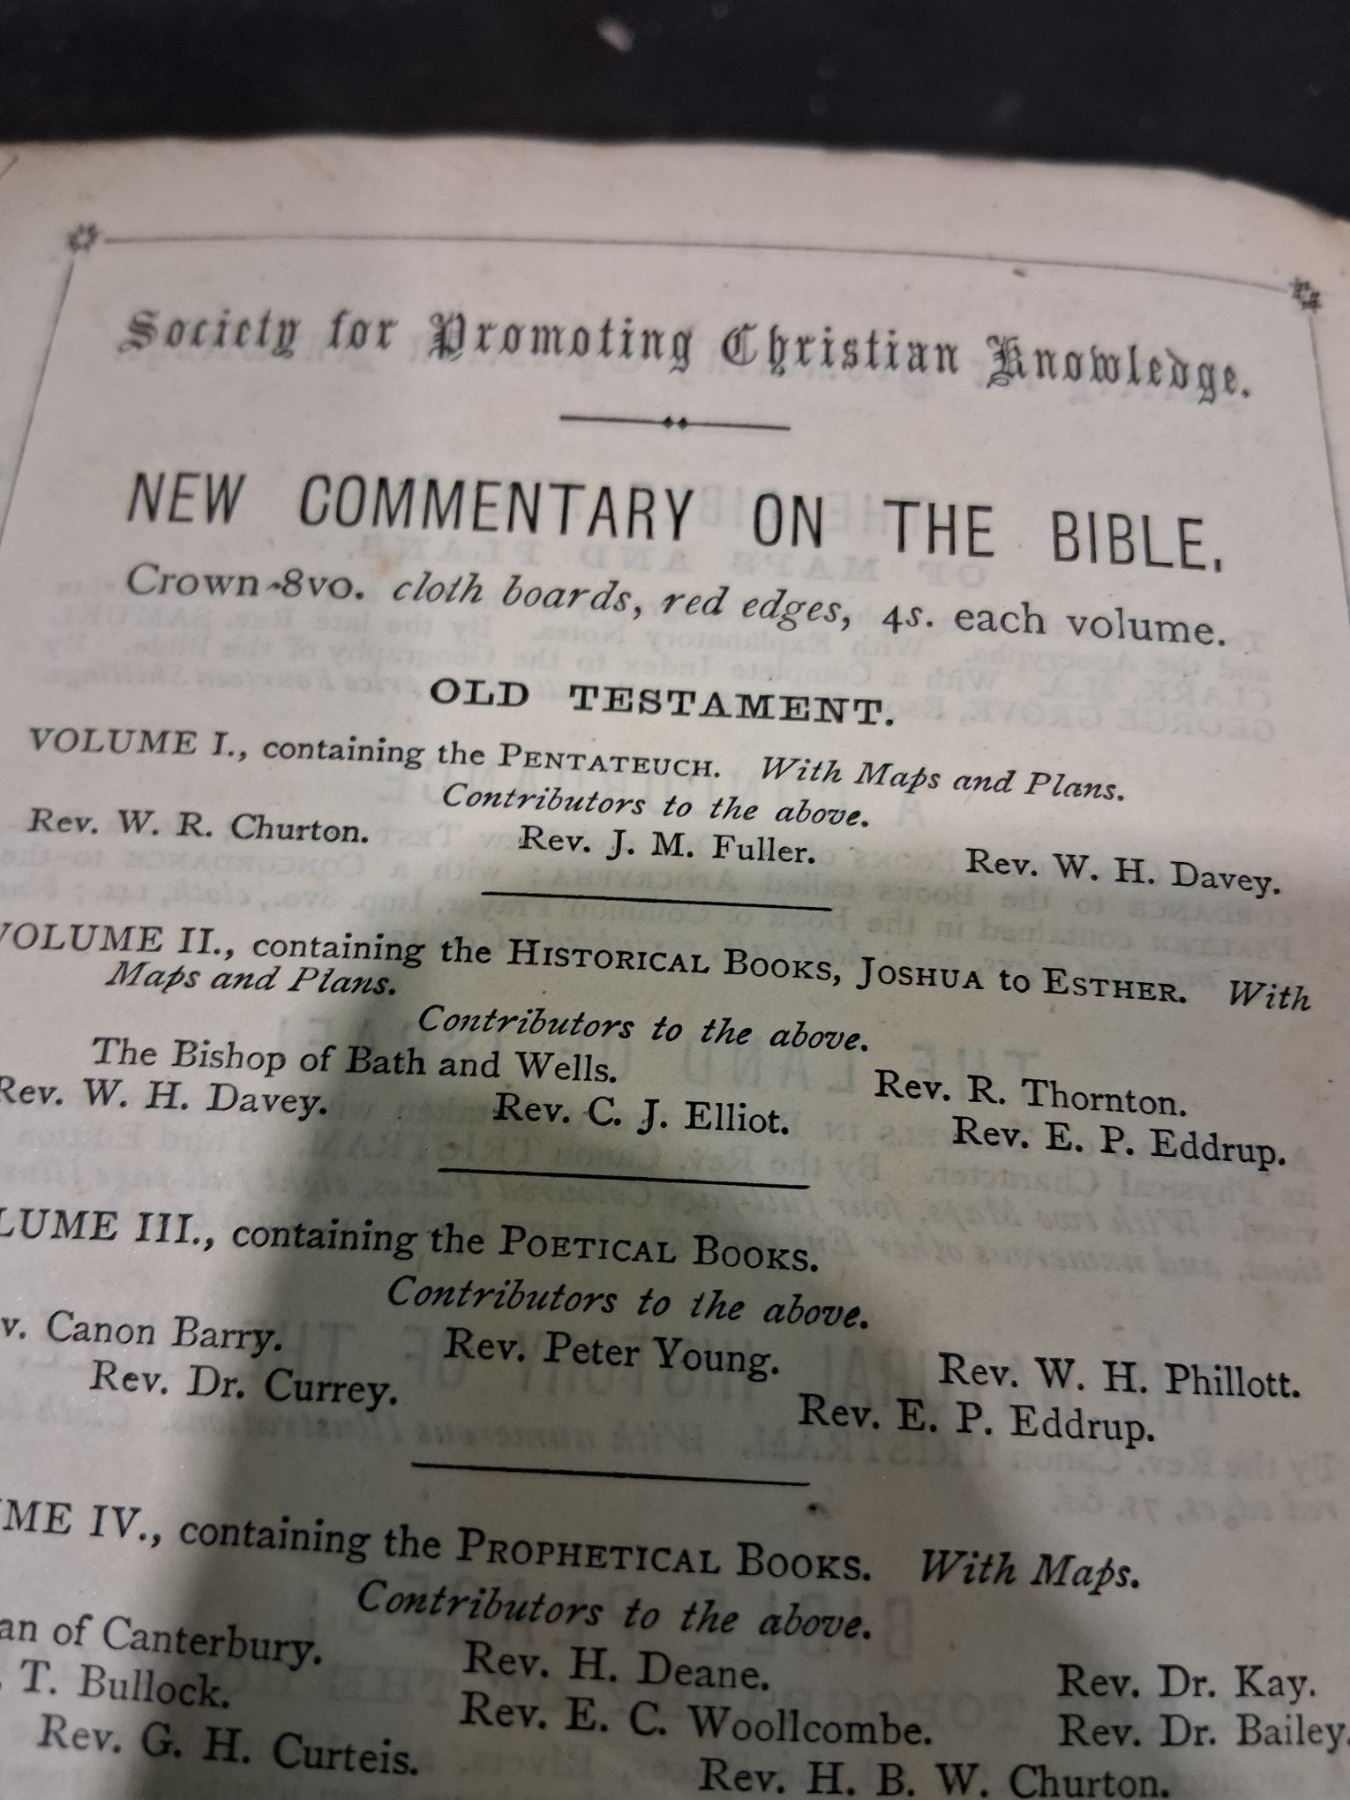 Society for Promoting Christian Knowledge.
NEW COMMENTARY ON THE BIBLE.
Crown 8vo. cloth boards, red edges, 4s. each volume.
OLD TESTAMENT.
VOLUME I., containing the PENTATEUCH. With Maps and Plans.
Contributors to the above.
Rev. W. R. Churton. Rev. J. M. Fuller. Rev. W. H. Davey.
VOLUME II., containing the HISTORICAL BOOKS, JOSHUA to ESTHER. With
Maps and Plans.
Contributors to the above.
The Bishop of Bath and Wells. Rev. R. Thornton.
Rev. W. H. Davey. Rev. C. J. Elliot. Rev. E. P. Eddrup.
LUME III., containing the POETICAL BOOKS.
Contributors to the above.
v. Canon Barry. Rev. Peter Young. Rev. W. H. Phillott.
Rev. Dr. Currey. Rev. E. P. Eddrup.
ME IV., containing the PROPHETICAL BOOKS. With Maps.
Contributors to the above.
an of Canterbury. Rev. H. Deane. Rev. Dr. Kay.
. T. Bullock. Rev. E. C. Woollcombe. Rev. Dr. Bailey.
Rev. G. H. Curteis. Rev. H. B. W. Churton.